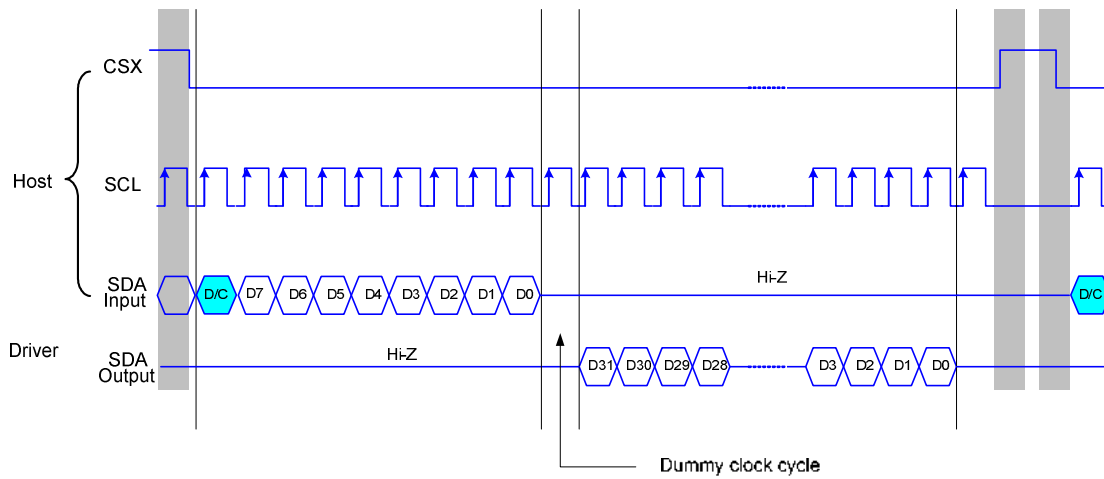 CSX
Host
SCL
SDA
Input
D/C D7 D6 D5 D4 D3 D2 D1 D0
Hi-Z
D/C
Driver
SDA
Output
Hi-Z
D31 D30 D29 D28
D3 D2 D1 D0
Dummy clock cycle